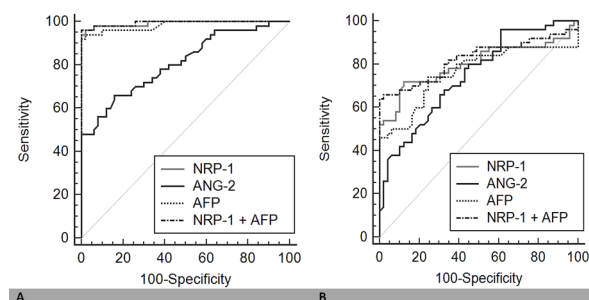 100
80
60
40
20
0
Sensitivity
NRP-1
ANG-2
AFP
NRP-1 + AFP
0 20 40 60 80 100
100-Specificity
A
100
80
60
40
20
0
Sensitivity
NRP-1
ANG-2
AFP
NRP-1 + AFP
0 20 40 60 80 100
100-Specificity
B